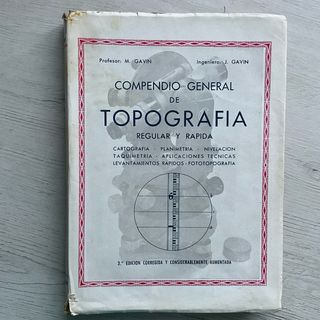 Profesor: M. GAVIN Ingeniero: J. GAVIN
COMPENDIO GENERAL
DE
TOPOGRAFIA
REGULAR Y RAPIDA
CARTOGRAFIA - PLANIMETRIA - NIVELACION
TAQUIMETRIA - APLICACIONES TECNICAS
LEVANTAMIENTOS RAPIDOS - FOTOTOPOGRAFIA
2.ª EDICION CORREGIDA Y CONSIDERABLEMENTE AUMENTADA